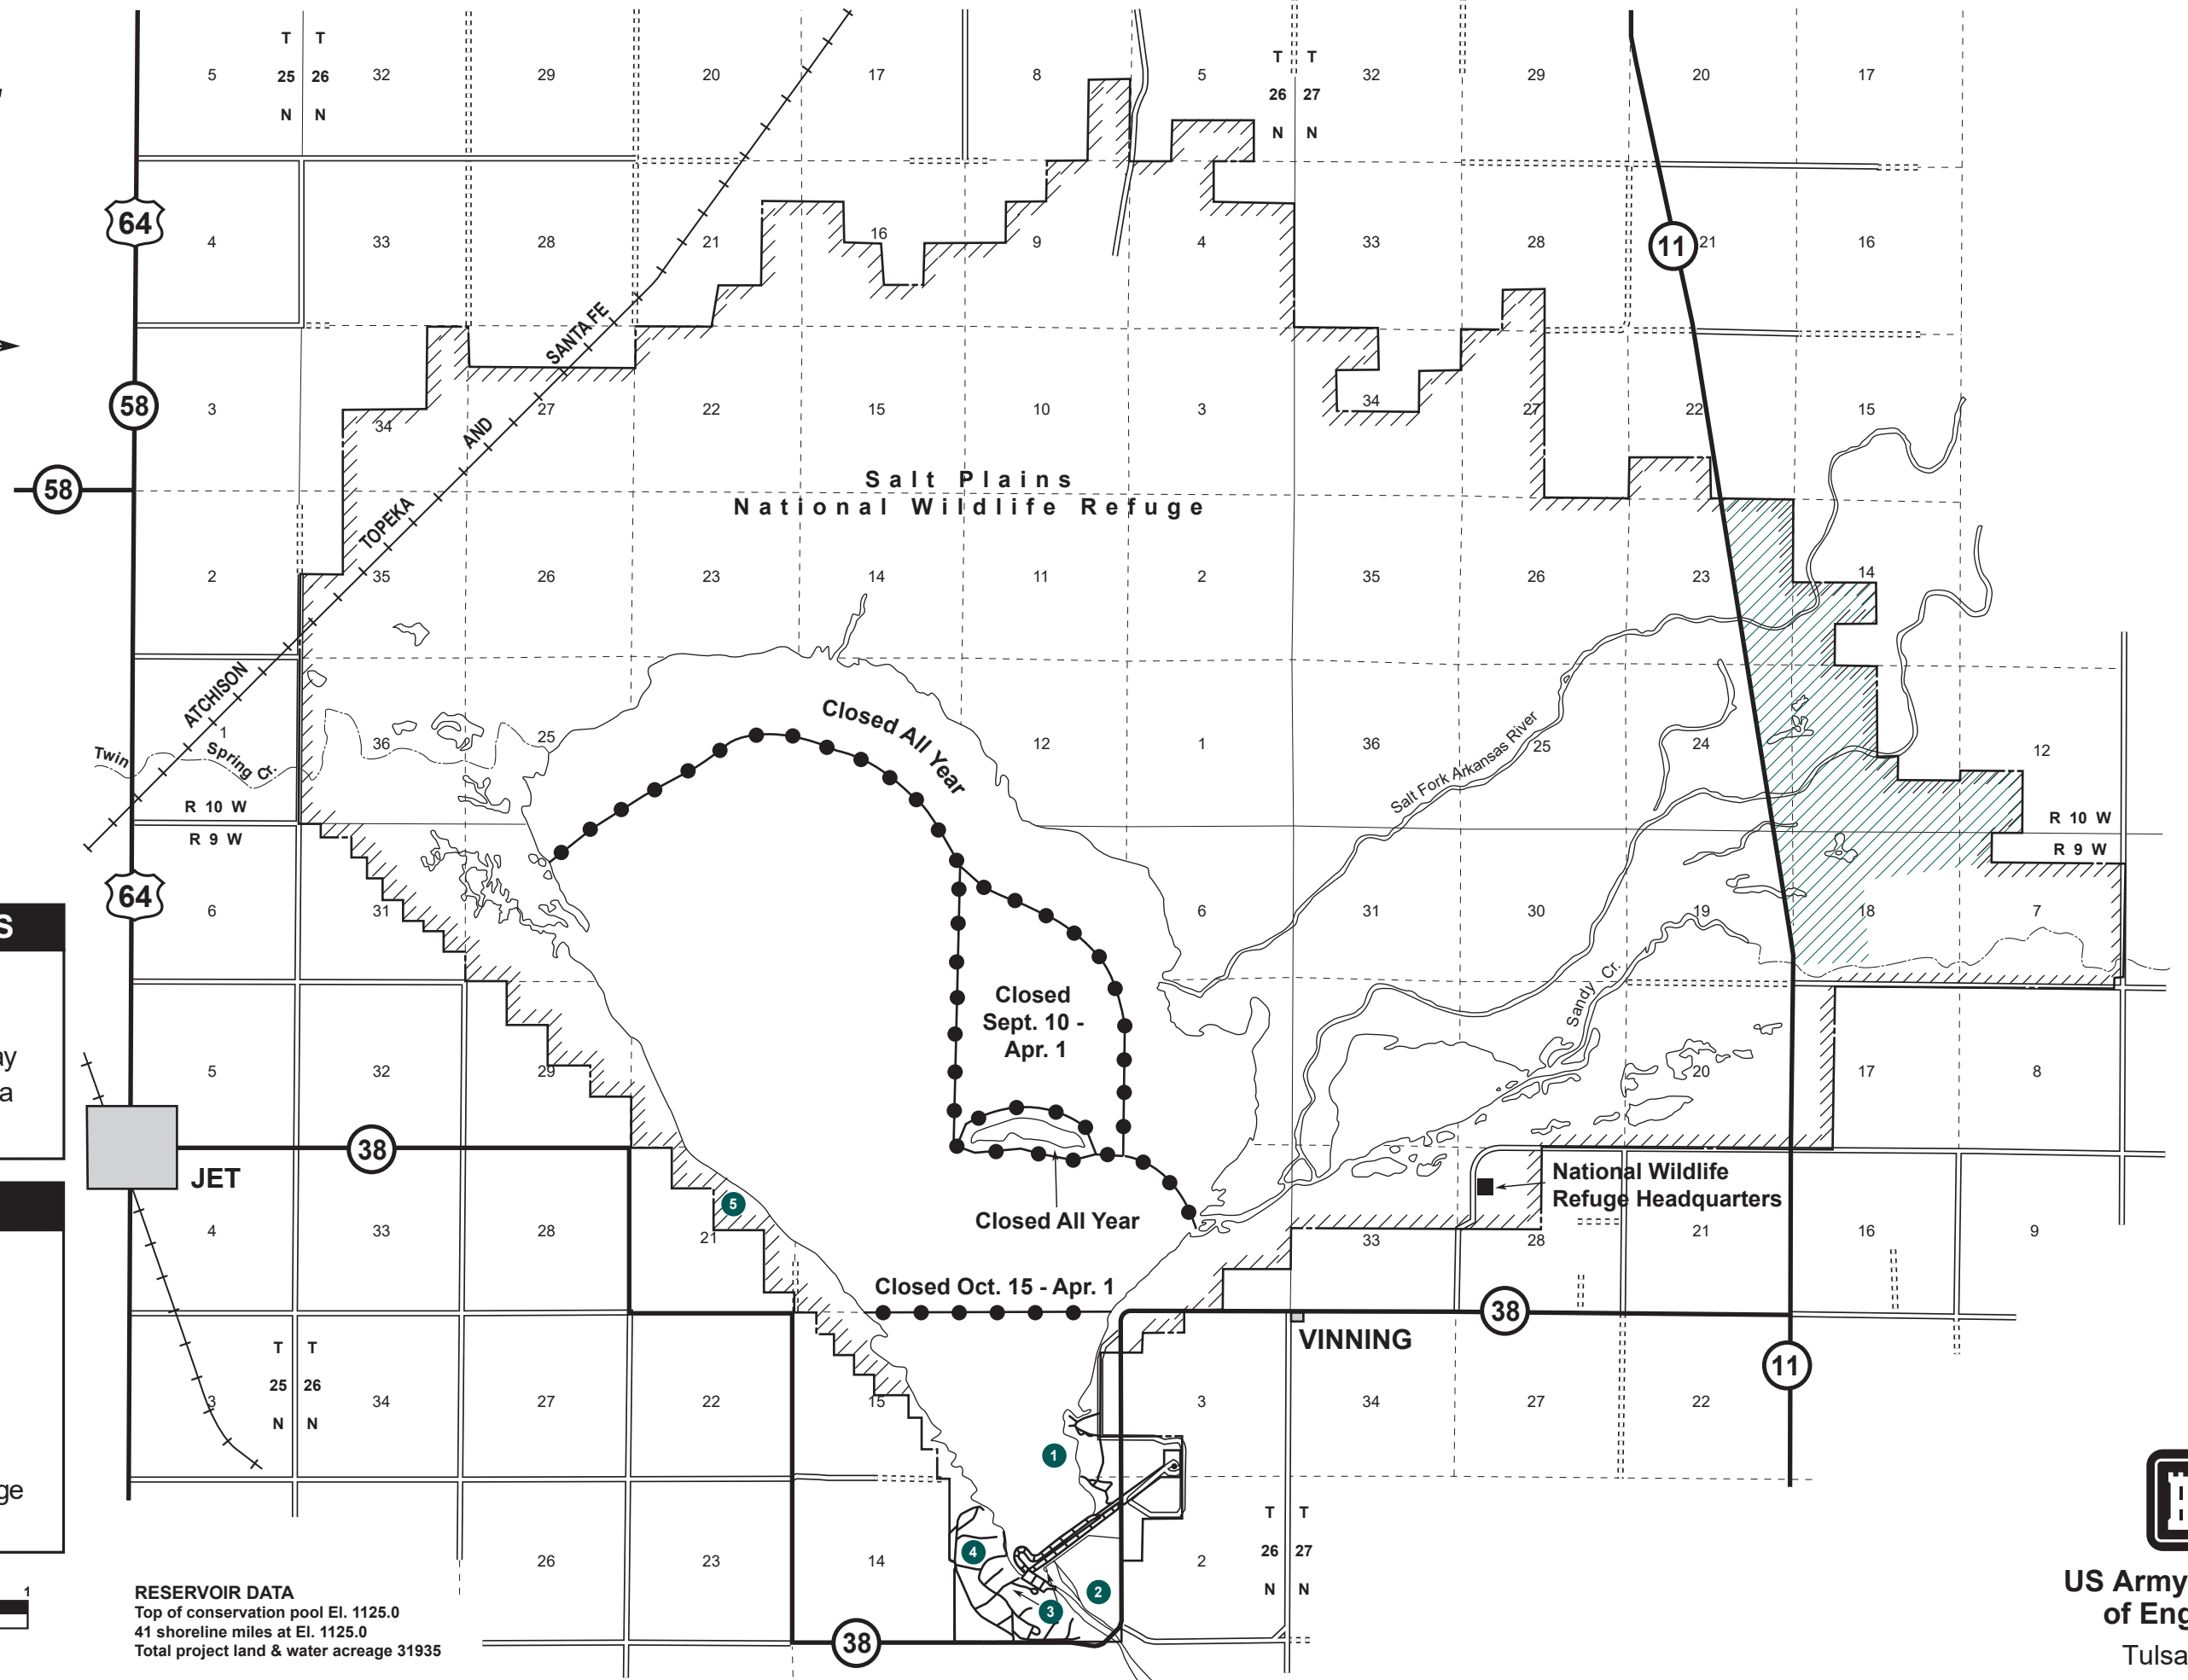 T T
5 25 26 32 29 20 17 8 5
N N
T T
26 27
N N
32 29 20 17
64
4 33 28 21 16 9 4 33 28 11 21 16
58
3 34 27 22 15 10 3 34 27 22 15
58
ATCHISON TOPEKA AND SANTA FE
Salt Plains
National Wildlife Refuge
2 35 26 23 14 11 2 35 26 23 14
1 36 25 12 1 36 25 24 12
Twin Spring Cr.
Salt Fork Arkansas River
Closed All Year
R 10 W
R 9 W
R 10 W
R 9 W
64
S
6 31 6 31 30 19 18 7
Sandy Cr.
Closed
Sept. 10 -
Apr. 1
ay
a
5 32 29 20 17 8
38
JET
National Wildlife
Refuge Headquarters
5
Closed All Year
4 33 28 21 33 28 21 16 9
Closed Oct. 15 - Apr. 1
38
VINNING
11
T T
25 26
N N
3 34 27 22 15 3 34 27 22
1
ge
T T
26 27
N N
26 23 14 2
4
2
3
38
1
RESERVOIR DATA
Top of conservation pool El. 1125.0
41 shoreline miles at El. 1125.0
Total project land & water acreage 31935
US Army
of Eng
Tulsa